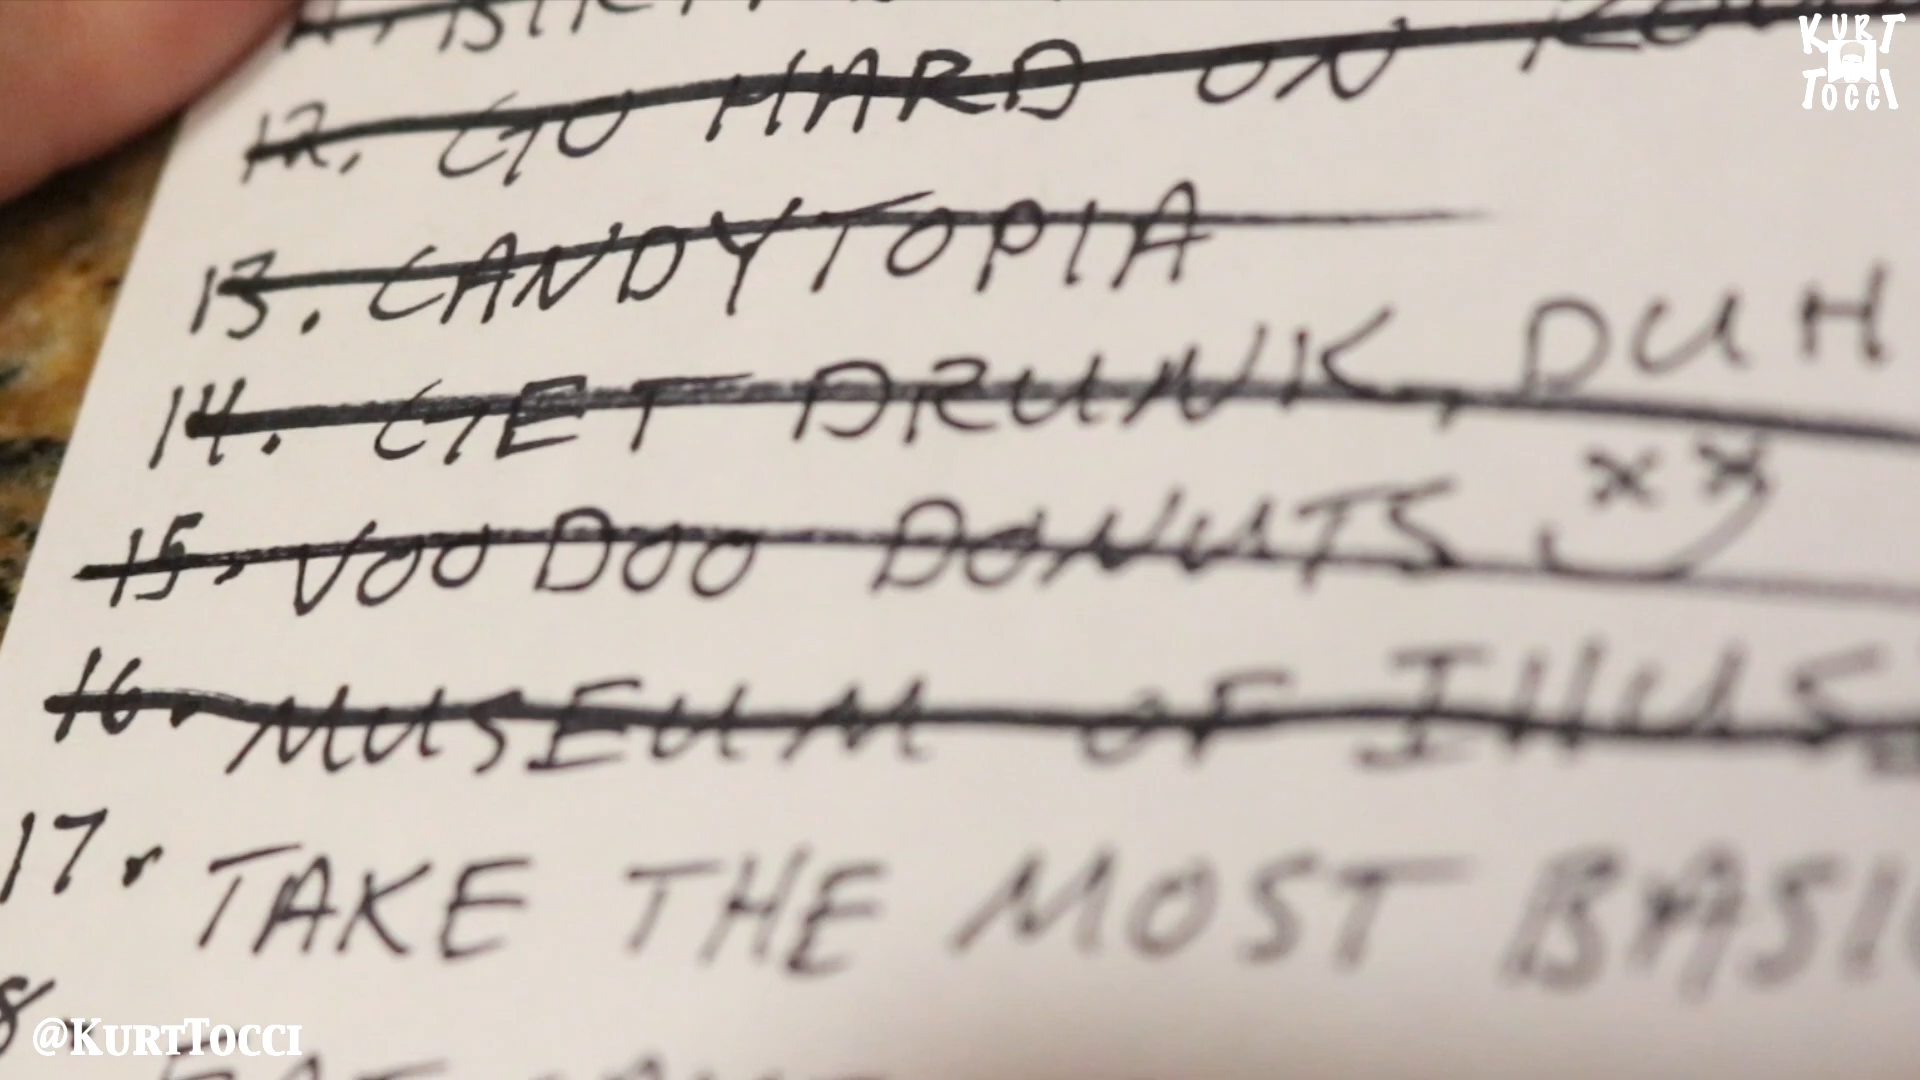 KURT
TOCCI
12. GO HARD ON
13. CANDYTOPIA
14. GET DRUNK, DUH
15. VOO DOO DONUTS
16. MUSEUM OF ILLUS
17. TAKE THE MOST BASIC
@KURTTOCCI